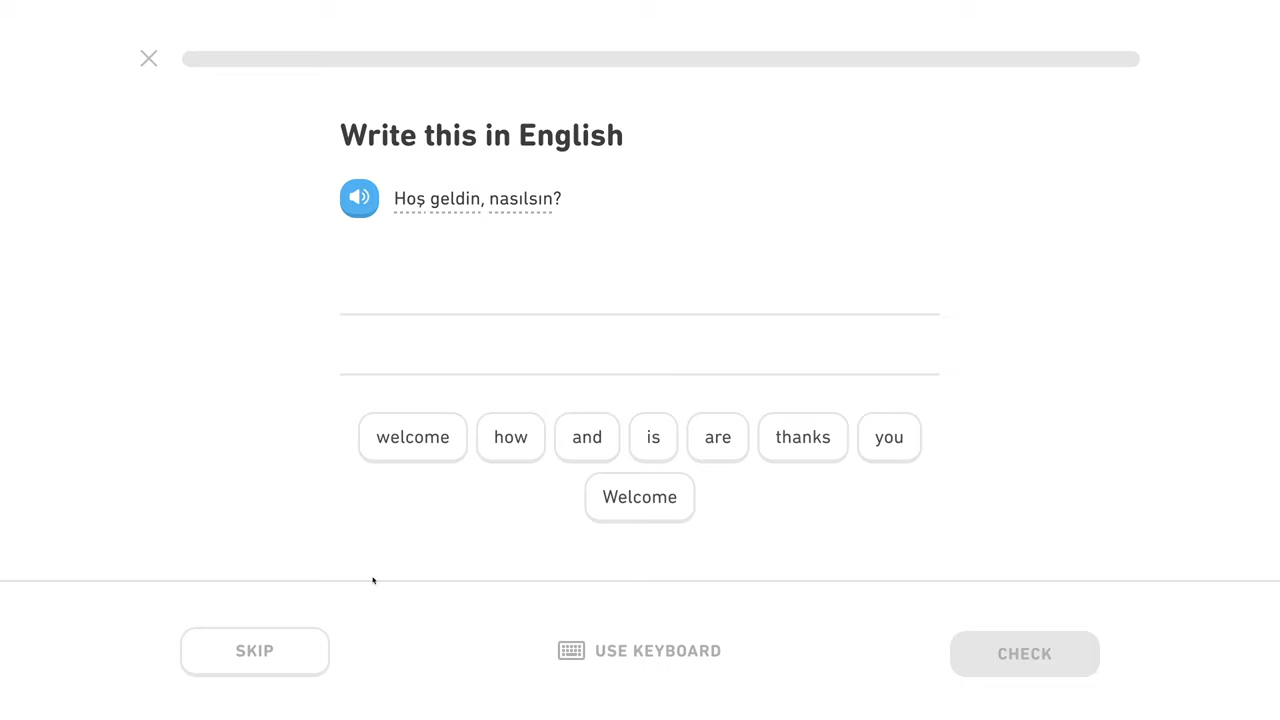 Write this in English
Hoş geldin, nasılsın?
welcome how and is are thanks you
Welcome
SKIP USE KEYBOARD CHECK